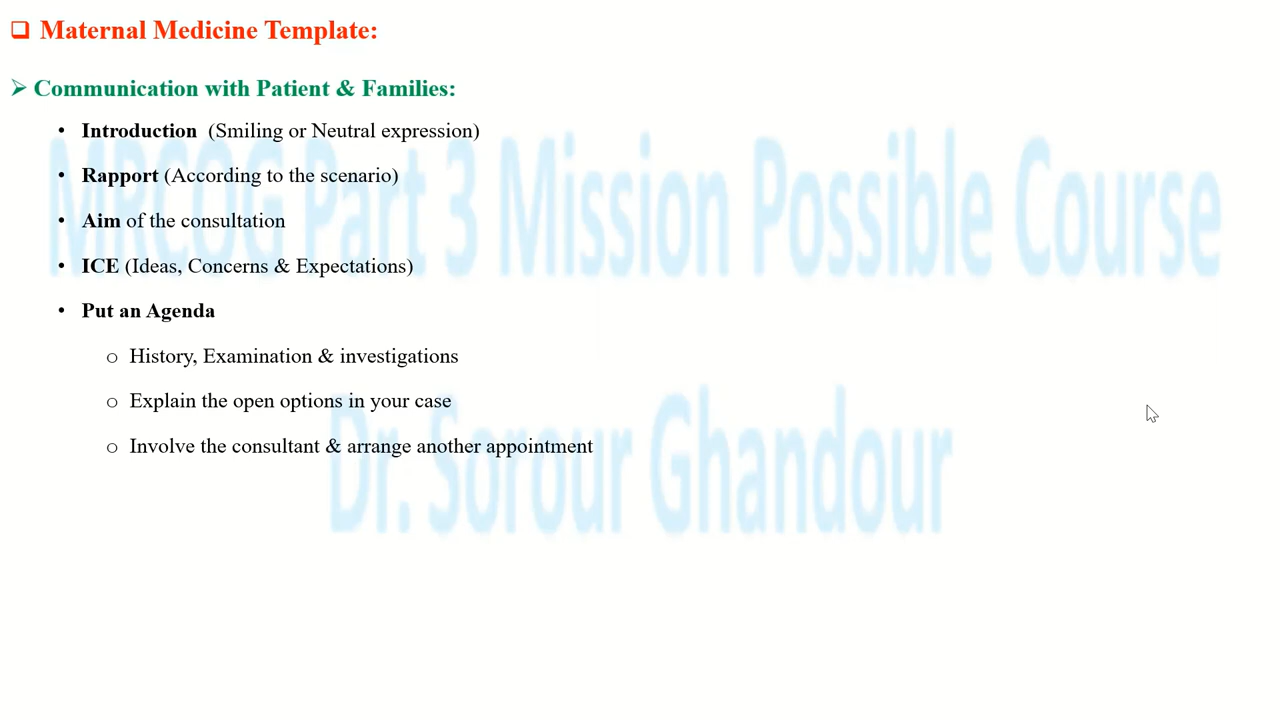 ❑ Maternal Medicine Template:
➢ Communication with Patient & Families:
• Introduction (Smiling or Neutral expression)
• Rapport (According to the scenario)
• Aim of the consultation
• ICE (Ideas, Concerns & Expectations)
• Put an Agenda
o History, Examination & investigations
o Explain the open options in your case
o Involve the consultant & arrange another appointment
MRCOG Part 3 Mission Possible Course
Dr. Sorour Ghandour